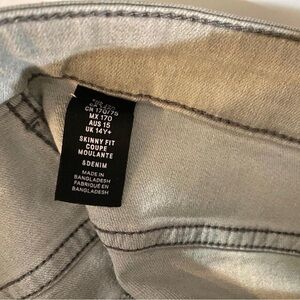 CN 170/75
MX 170
AUS 15
UK 14Y+
SKINNY FIT
COUPE
MOULANTE
&DENIM
MADE IN
BANGLADESH
FABRIQUÉ EN
BANGLADESH